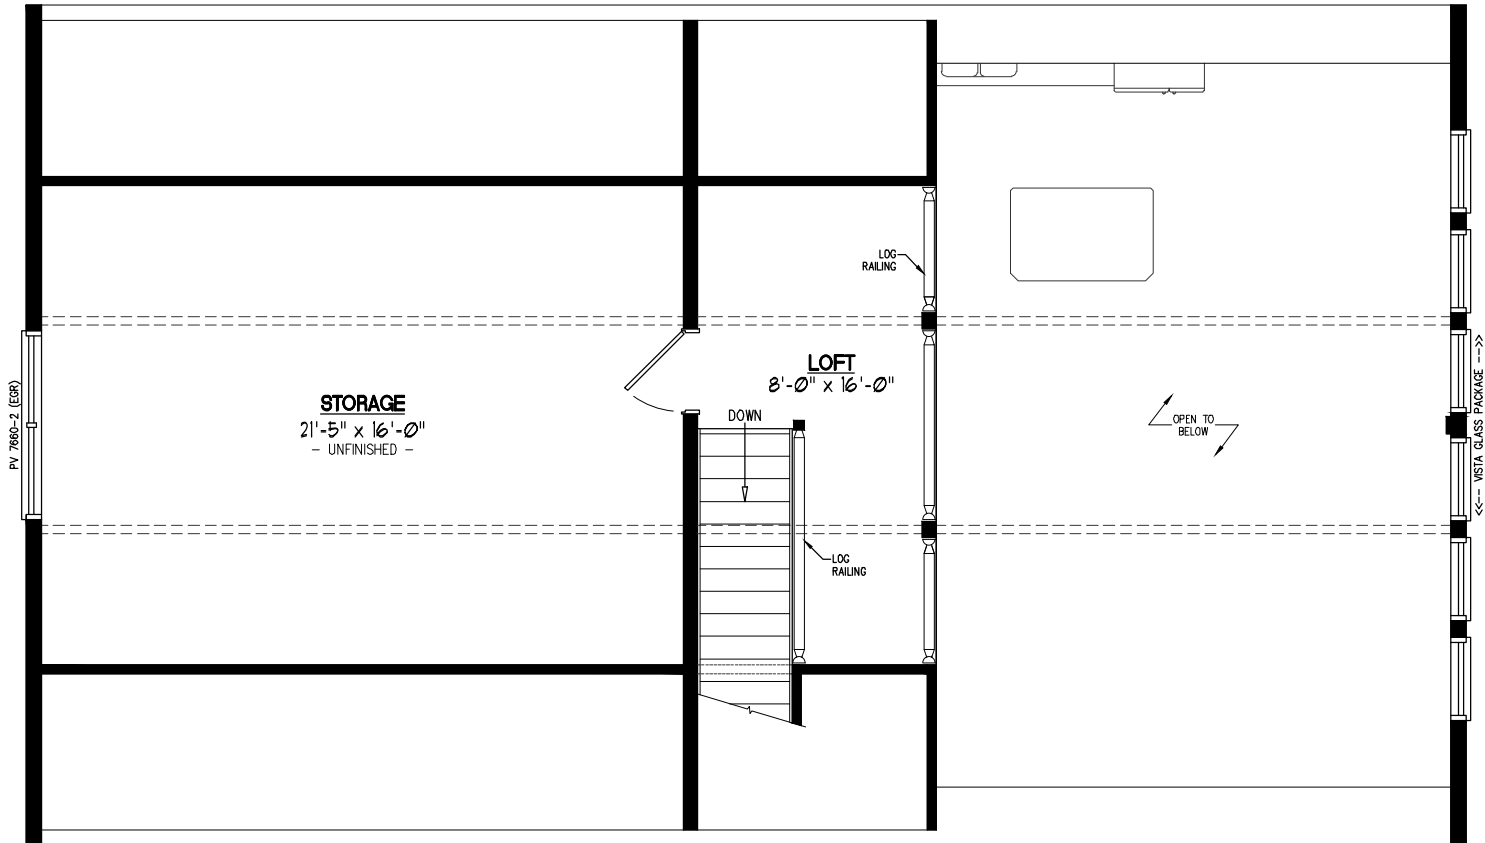 LOG
RAILING
LOFT
8'-0" x 16'-0"
STORAGE
21'-5" x 16'-0"
- UNFINISHED -
DOWN
OPEN TO
BELOW
LOG
RAILING
PV 7660-2 (EGR)
<<-- VISTA GLASS PACKAGE -->>